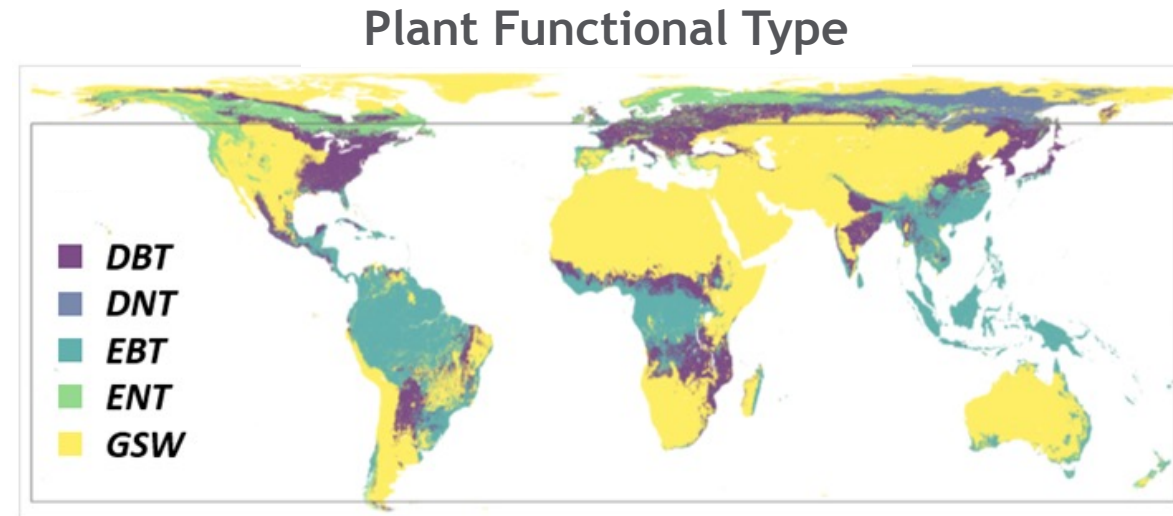 Plant Functional Type
DBT
DNT
EBT
ENT
GSW